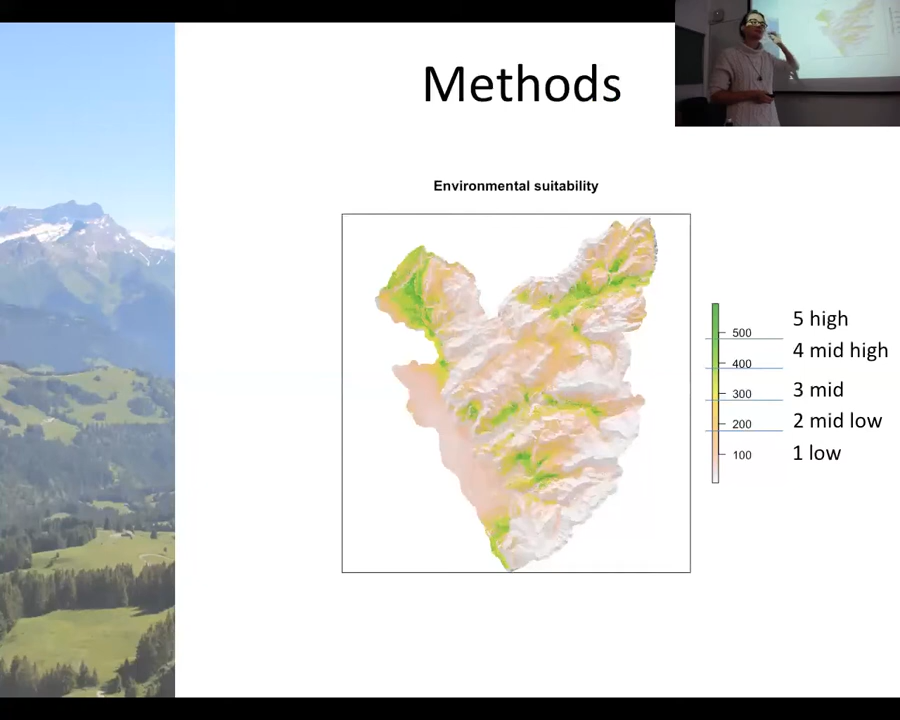 Methods
Environmental suitability
500
400
300
200
100
5 high
4 mid high
3 mid
2 mid low
1 low